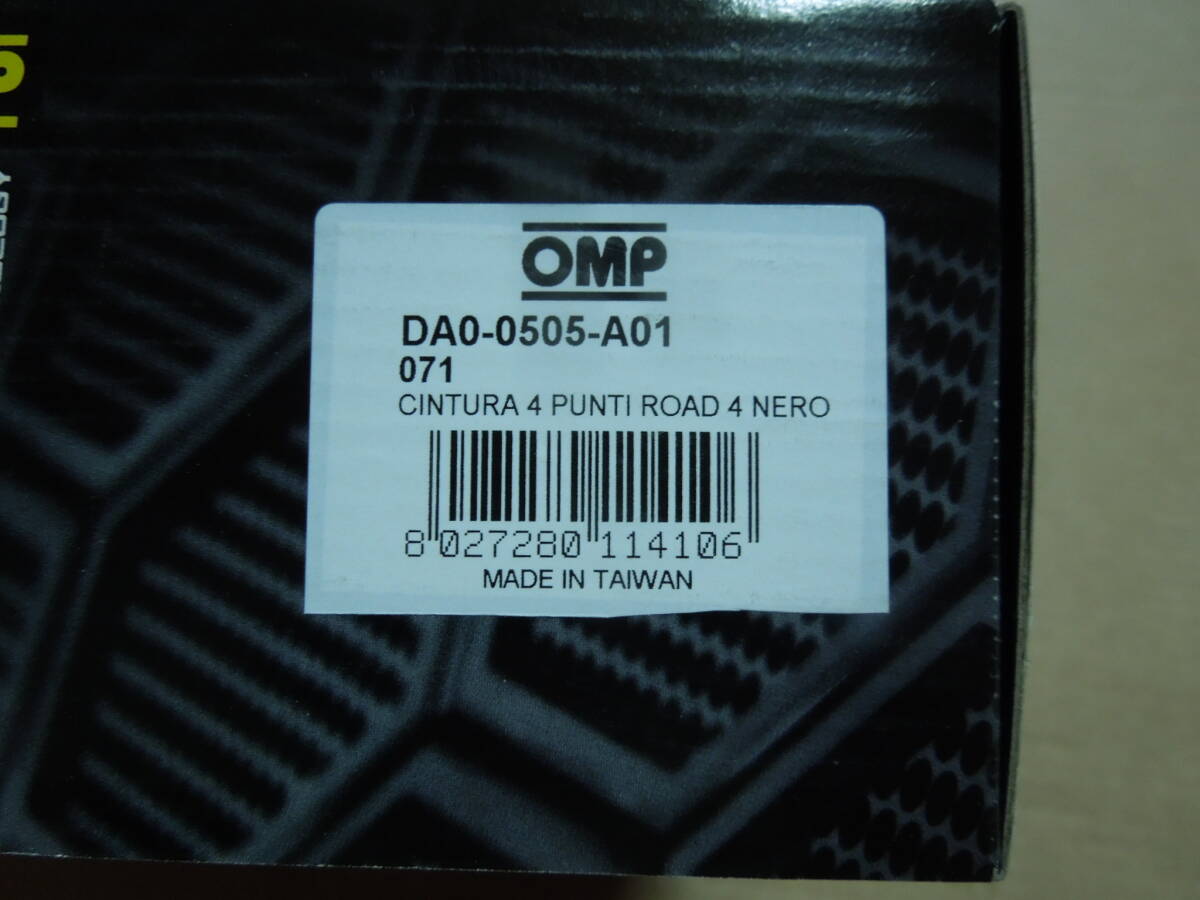 OMP
DA0-0505-A01
071
CINTURA 4 PUNTI ROAD 4 NERO
8 027280 114106
MADE IN TAIWAN